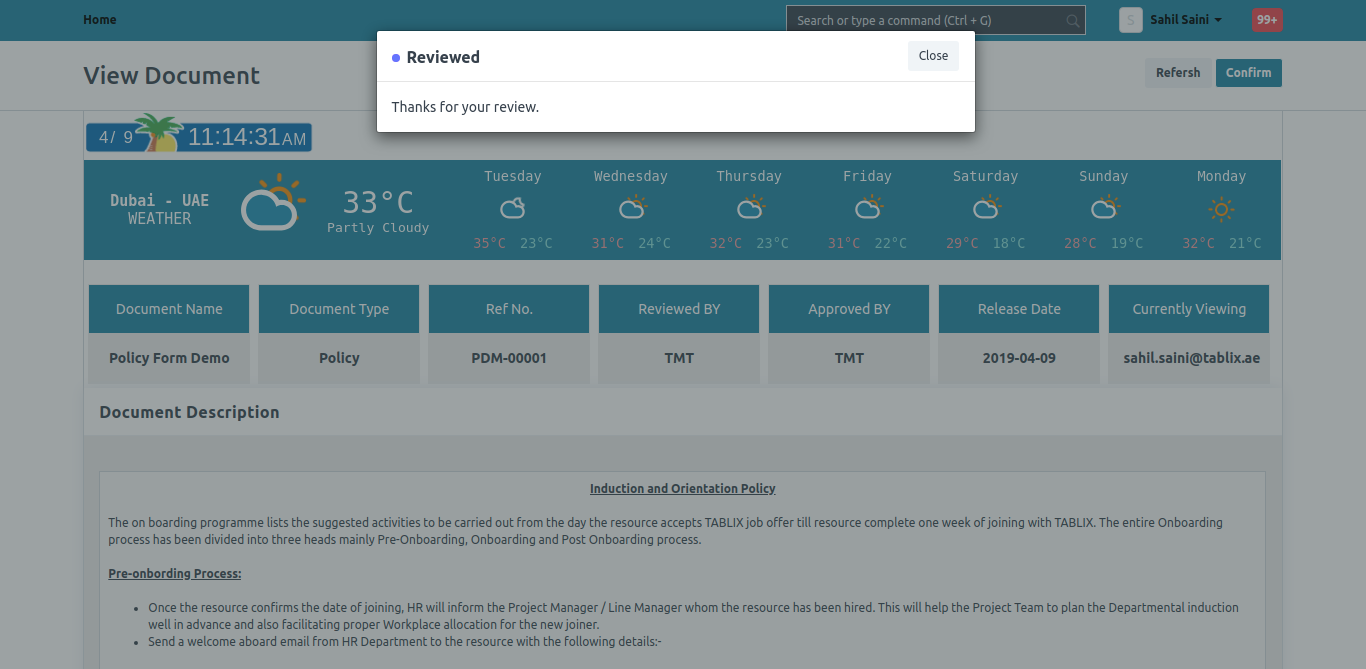 Home
Search or type a command (Ctrl + G)
S
Sahil Saini
99+
Reviewed
Close
View Document
Refersh
Confirm
Thanks for your review.
4/ 9
11:14:31 AM
Dubai - UAE
WEATHER
33°C
Partly Cloudy
Tuesday Wednesday Thursday Friday Saturday Sunday Monday
35°C 23°C 31°C 24°C 32°C 23°C 31°C 22°C 29°C 18°C 28°C 19°C 32°C 21°C
Document Name Document Type Ref No. Reviewed BY Approved BY Release Date Currently Viewing
Policy Form Demo Policy PDM-00001 TMT TMT 2019-04-09 sahil.saini@tablix.ae
Document Description
Induction and Orientation Policy
The on boarding programme lists the suggested activities to be carried out from the day the resource accepts TABLIX job offer till resource complete one week of joining with TABLIX. The entire Onboarding
process has been divided into three heads mainly Pre-Onboarding, Onboarding and Post Onboarding process.
Pre-onbording Process:
• Once the resource confirms the date of joining, HR will inform the Project Manager / Line Manager whom the resource has been hired. This will help the Project Team to plan the Departmental induction
well in advance and also facilitating proper Workplace allocation for the new joiner.
• Send a welcome aboard email from HR Department to the resource with the following details:-